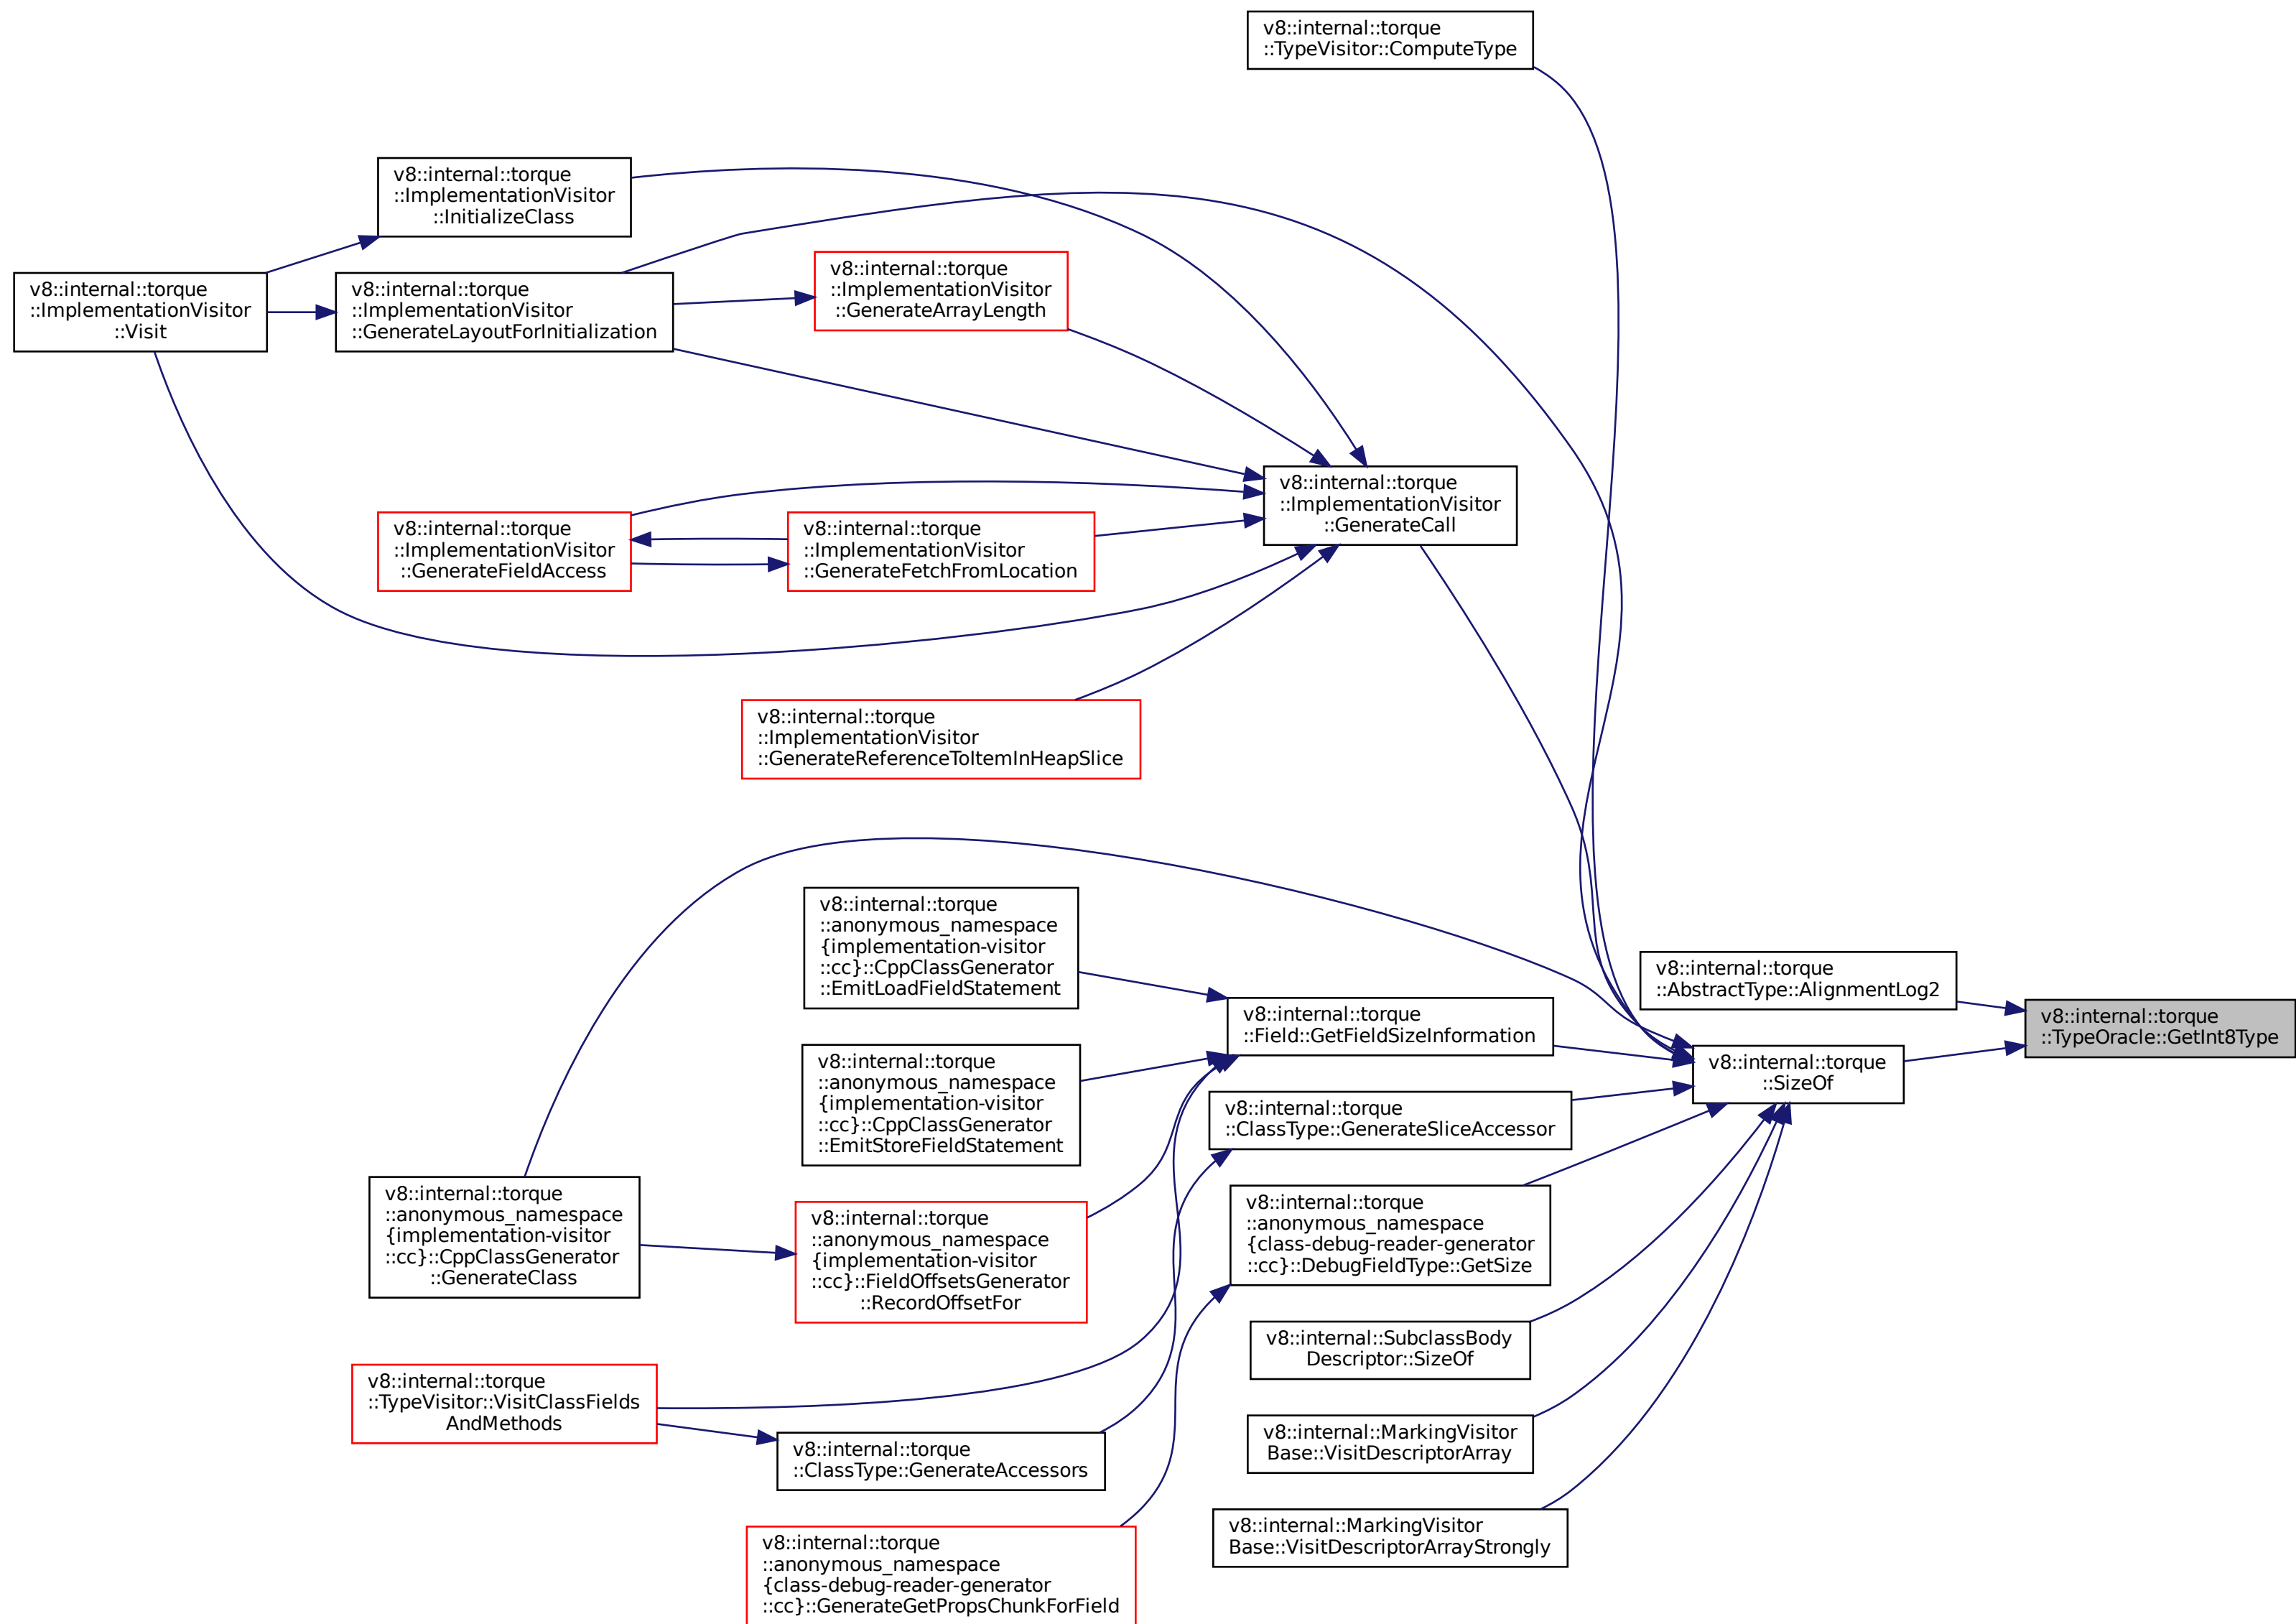 v8::internal::torque
::TypeVisitor::ComputeType
v8::internal::torque
::ImplementationVisitor
::InitializeClass
v8::internal::torque
::ImplementationVisitor
::GenerateArrayLength
v8::internal::torque
::ImplementationVisitor
::Visit
v8::internal::torque
::ImplementationVisitor
::GenerateLayoutForInitialization
v8::internal::torque
::ImplementationVisitor
::GenerateCall
v8::internal::torque
::ImplementationVisitor
::GenerateFieldAccess
v8::internal::torque
::ImplementationVisitor
::GenerateFetchFromLocation
v8::internal::torque
::ImplementationVisitor
::GenerateReferenceToItemInHeapSlice
v8::internal::torque
::anonymous_namespace
{implementation-visitor
::cc}::CppClassGenerator
::EmitLoadFieldStatement
v8::internal::torque
::AbstractType::AlignmentLog2
v8::internal::torque
::TypeOracle::GetInt8Type
v8::internal::torque
::Field::GetFieldSizeInformation
v8::internal::torque
::SizeOf
v8::internal::torque
::anonymous_namespace
{implementation-visitor
::cc}::CppClassGenerator
::EmitStoreFieldStatement
v8::internal::torque
::ClassType::GenerateSliceAccessor
v8::internal::torque
::anonymous_namespace
{implementation-visitor
::cc}::CppClassGenerator
::GenerateClass
v8::internal::torque
::anonymous_namespace
{implementation-visitor
::cc}::FieldOffsetsGenerator
::RecordOffsetFor
v8::internal::torque
::anonymous_namespace
{class-debug-reader-generator
::cc}::DebugFieldType::GetSize
v8::internal::SubclassBody
Descriptor::SizeOf
v8::internal::torque
::TypeVisitor::VisitClassFields
AndMethods
v8::internal::torque
::ClassType::GenerateAccessors
v8::internal::MarkingVisitor
Base::VisitDescriptorArray
v8::internal::MarkingVisitor
Base::VisitDescriptorArrayStrongly
v8::internal::torque
::anonymous_namespace
{class-debug-reader-generator
::cc}::GenerateGetPropsChunkForField